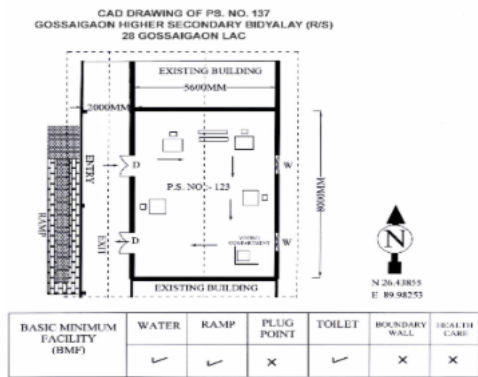 CAD DRAWING OF PS. NO. 137
GOSSAIGAON HIGHER SECONDARY BIDYALAY (R/S)
28 GOSSAIGAON LAC
EXISTING BUILDING
5600MM
2000MM
ENTRY
D
W
P.S. NO :- 123
8000MM
RAMP
EXIT
D
W
VOTING
COMPARTMENT
EXISTING BUILDING
N
N 26.43855
E 89.98253
BASIC MINIMUM FACILITY (BMF)
WATER
RAMP
PLUG POINT
TOILET
BOUNDARY WALL
HEALTH CARE
✓ ✓ × ✓ × ×